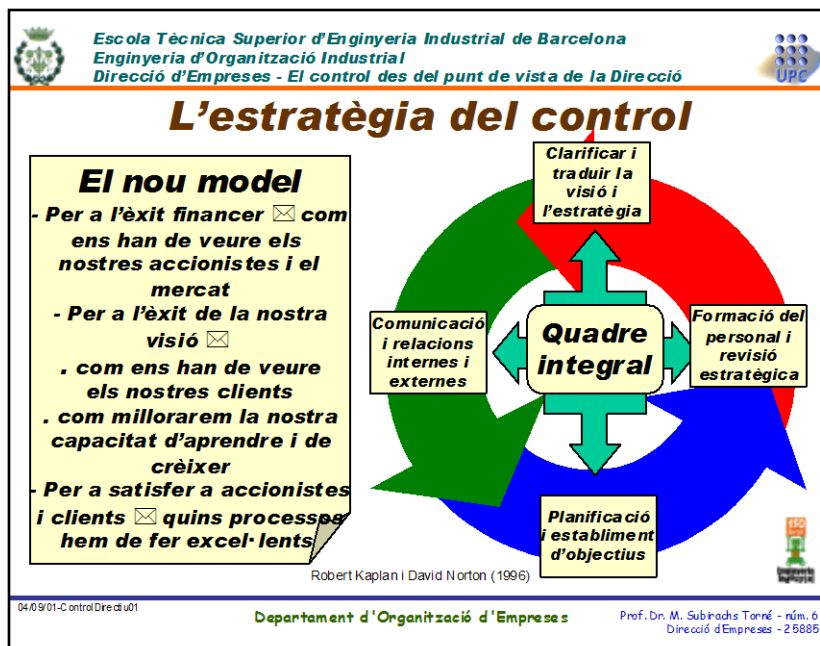 Escola Tècnica Superior d'Enginyeria Industrial de Barcelona
Enginyeria d'Organització Industrial
Direcció d'Empreses - El control des del punt de vista de la Direcció
UPC
L'estratègia del control
El nou model
- Per a l'èxit financer ✉ com
ens han de veure els
nostres accionistes i el
mercat
- Per a l'èxit de la nostra
visió ✉
. com ens han de veure
els nostres clients
. com millorarem la nostra
capacitat d'aprendre i de
crèixer
- Per a satisfer a accionistes
i clients ✉ quins processos
hem de fer excel·lents
Clarificar i
traduir la
visió i
l'estratègia
Comunicació
i relacions
internes i
externes
Quadre
integral
Formació del
personal i
revisió
estratègica
Planificació
i establiment
d'objectius
Robert Kaplan i David Norton (1996)
150
Enginyeria
04/09/01-Control Directiu01
Departament d'Organització d'Empreses
Prof. Dr. M. Subirachs Torné - núm. 6
Direcció d'Empreses - 25885